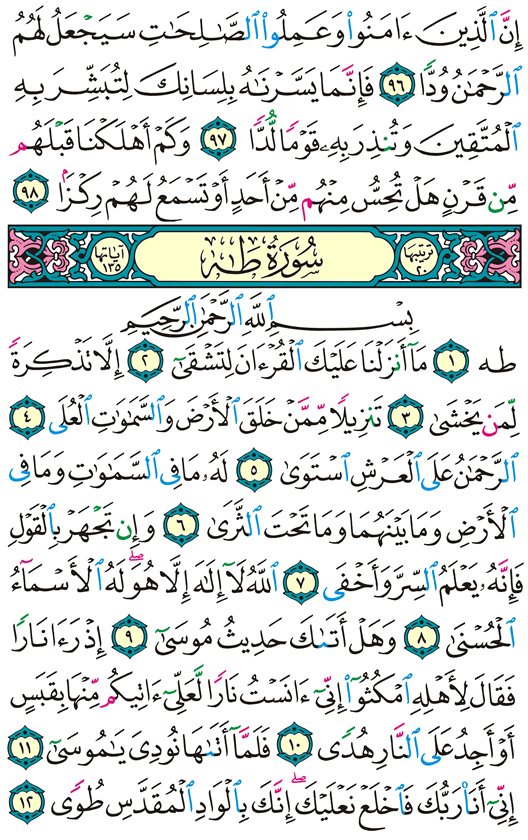 إِنَّ ٱلَّذِينَ ءَامَنُوا۟ وَعَمِلُوا۟ ٱلصَّـٰلِحَـٰتِ سَيَجْعَلُ لَهُمُ
ٱلرَّحْمَـٰنُ وُدًّا ٩٦ فَإِنَّمَا يَسَّرْنَـٰهُ بِلِسَانِكَ لِتُبَشِّرَ بِهِ
ٱلْمُتَّقِينَ وَتُنذِرَ بِهِۦ قَوْمًا لُّدًّا ٩٧ وَكَمْ أَهْلَكْنَا قَبْلَهُم
مِّن قَرْنٍ هَلْ تُحِسُّ مِنْهُم مِّنْ أَحَدٍ أَوْ تَسْمَعُ لَهُمْ رِكْزًۢا ٩٨
ترتيبها ٢٠ سُورَةُ طه آياتها ١٣٥
بِسْمِ ٱللَّهِ ٱلرَّحْمَـٰنِ ٱلرَّحِيمِ
طه ١ مَآ أَنزَلْنَا عَلَيْكَ ٱلْقُرْءَانَ لِتَشْقَىٰٓ ٢ إِلَّا تَذْكِرَةً
لِّمَن يَخْشَىٰ ٣ تَنزِيلًا مِّمَّنْ خَلَقَ ٱلْأَرْضَ وَٱلسَّمَـٰوَٰتِ ٱلْعُلَى ٤
ٱلرَّحْمَـٰنُ عَلَى ٱلْعَرْشِ ٱسْتَوَىٰ ٥ لَهُۥ مَا فِى ٱلسَّمَـٰوَٰتِ وَمَا فِى
ٱلْأَرْضِ وَمَا بَيْنَهُمَا وَمَا تَحْتَ ٱلثَّرَىٰ ٦ وَإِن تَجْهَرْ بِٱلْقَوْلِ
فَإِنَّهُۥ يَعْلَمُ ٱلسِّرَّ وَأَخْفَى ٧ ٱللَّهُ لَآ إِلَـٰهَ إِلَّا هُوَ ۖ لَهُ ٱلْأَسْمَآءُ
ٱلْحُسْنَىٰ ٨ وَهَلْ أَتَىٰكَ حَدِيثُ مُوسَىٰٓ ٩ إِذْ رَءَا نَارًا
فَقَالَ لِأَهْلِهِ ٱمْكُثُوٓا۟ إِنِّىٓ ءَانَسْتُ نَارًا لَّعَلِّىٓ ءَاتِيكُم مِّنْهَا بِقَبَسٍ
أَوْ أَجِدُ عَلَى ٱلنَّارِ هُدًى ١٠ فَلَمَّآ أَتَىٰهَا نُودِىَ يَـٰمُوسَىٰٓ ١١
إِنِّىٓ أَنَا۠ رَبُّكَ فَٱخْلَعْ نَعْلَيْكَ ۖ إِنَّكَ بِٱلْوَادِ ٱلْمُقَدَّسِ طُوًى ١٢